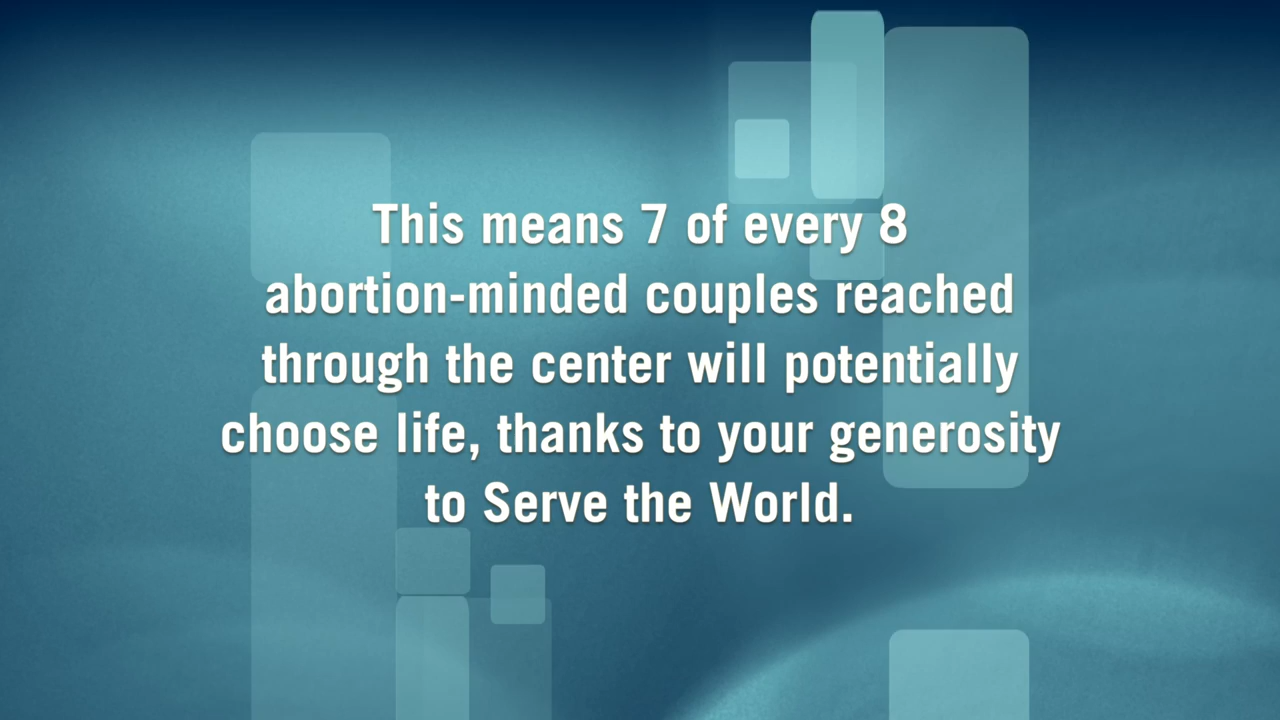 This means 7 of every 8
abortion-minded couples reached
through the center will potentially
choose life, thanks to your generosity
to Serve the World.